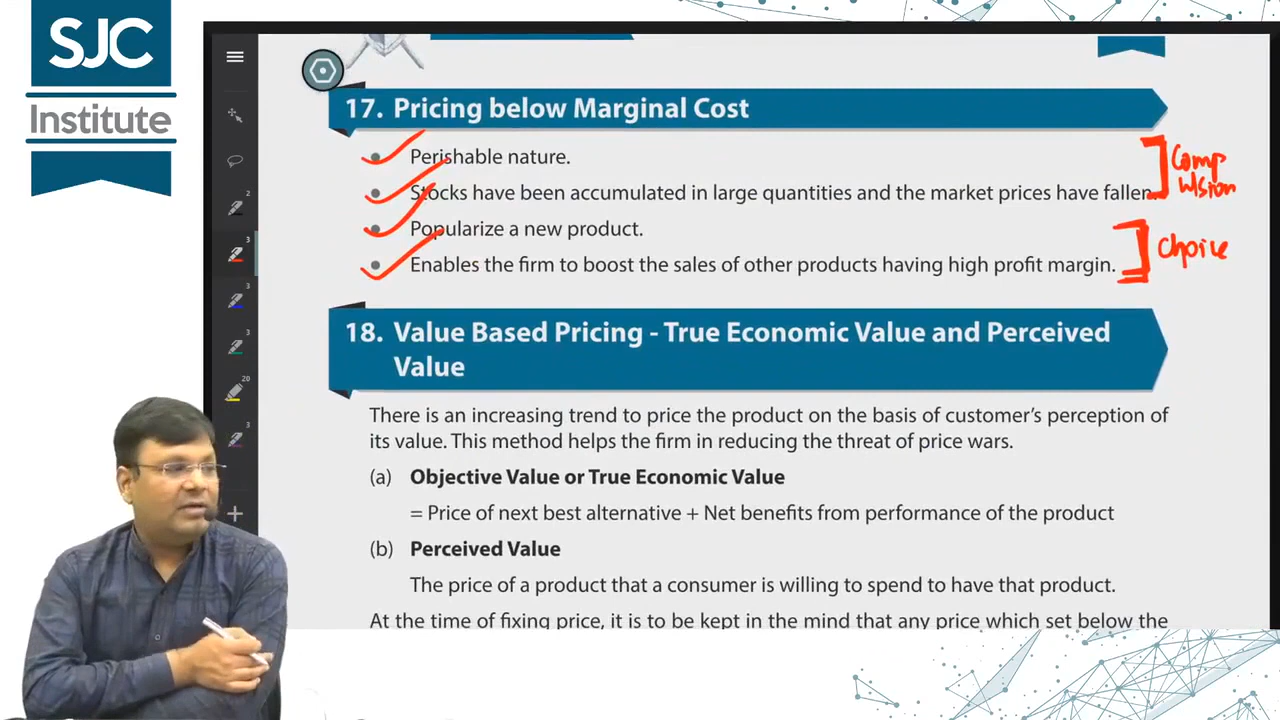 SJC
Institute
17. Pricing below Marginal Cost
• Perishable nature.
• Stocks have been accumulated in large quantities and the market prices have fallen.
Comp
ulsion
• Popularize a new product.
• Enables the firm to boost the sales of other products having high profit margin.
Choice
18. Value Based Pricing - True Economic Value and Perceived
Value
There is an increasing trend to price the product on the basis of customer's perception of
its value. This method helps the firm in reducing the threat of price wars.
(a) Objective Value or True Economic Value
= Price of next best alternative + Net benefits from performance of the product
(b) Perceived Value
The price of a product that a consumer is willing to spend to have that product.
At the time of fixing price, it is to be kept in the mind that any price which set below the
2
3
3
3
20
3